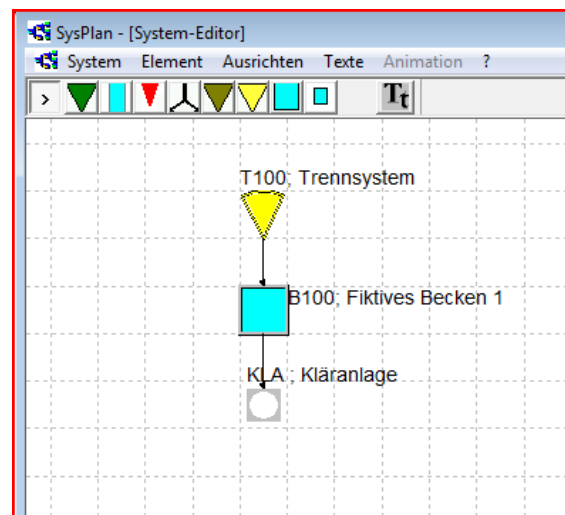 SysPlan - [System-Editor]
System Element Ausrichten Texte Animation ?
> Tt
T100; Trennsystem
B100; Fiktives Becken 1
KLA ; Kläranlage